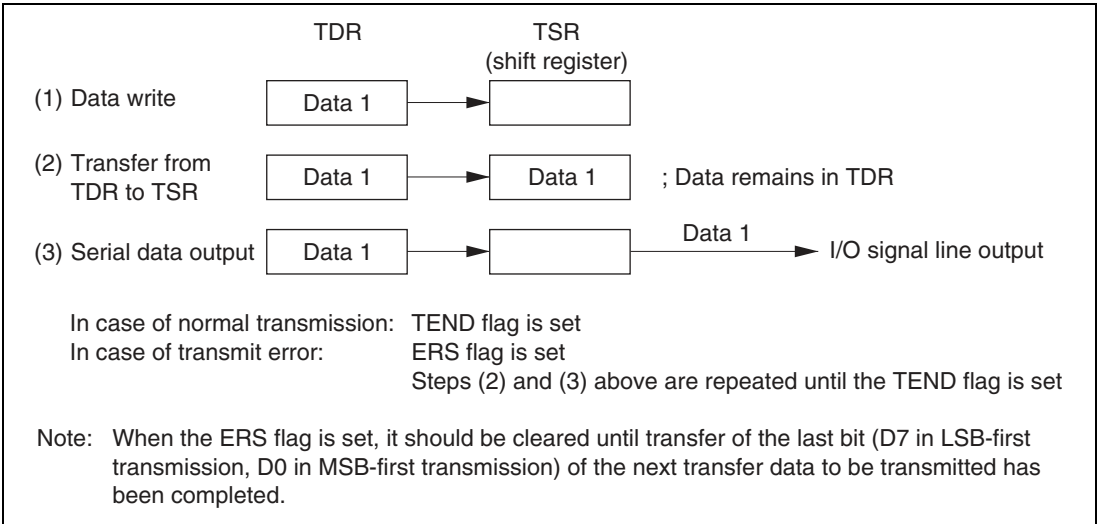 TDR TSR
(shift register)
(1) Data write Data 1
(2) Transfer from
TDR to TSR Data 1 Data 1 ; Data remains in TDR
(3) Serial data output Data 1 Data 1 I/O signal line output
In case of normal transmission: TEND flag is set
In case of transmit error: ERS flag is set
Steps (2) and (3) above are repeated until the TEND flag is set
Note: When the ERS flag is set, it should be cleared until transfer of the last bit (D7 in LSB-first
transmission, D0 in MSB-first transmission) of the next transfer data to be transmitted has
been completed.